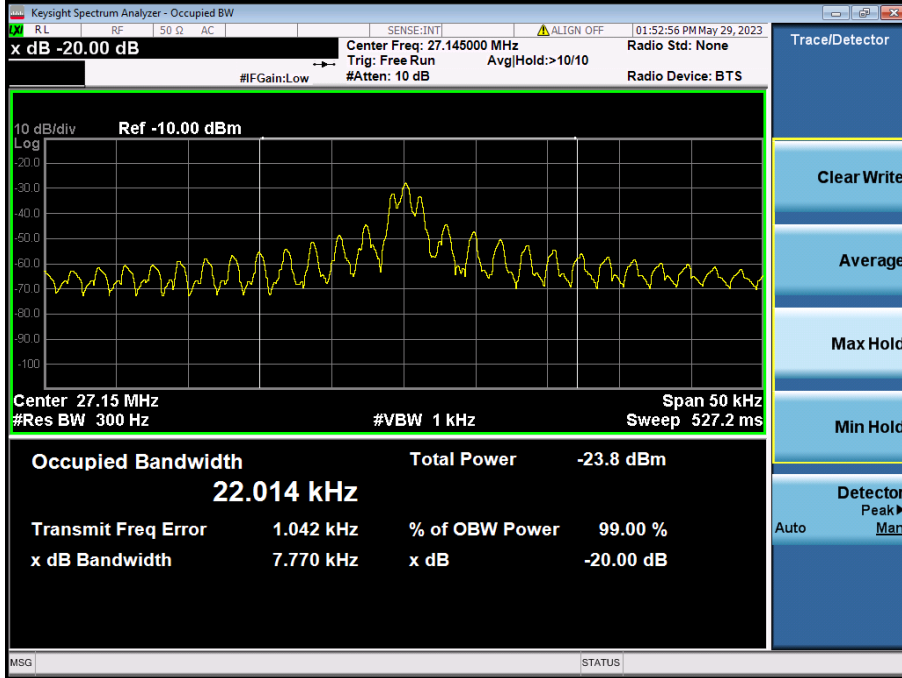 Keysight Spectrum Analyzer - Occupied BW
LXI RL RF 50 Ω AC SENSE:INT ALIGN OFF 01:52:56 PM May 29, 2023
x dB -20.00 dB
Center Freq: 27.145000 MHz Radio Std: None
Trig: Free Run Avg|Hold:>10/10
#IFGain:Low #Atten: 10 dB Radio Device: BTS
10 dB/div Ref -10.00 dBm
Log
-20.0
-30.0
-40.0
-50.0
-60.0
-70.0
-80.0
-90.0
-100
Center 27.15 MHz Span 50 kHz
#Res BW 300 Hz #VBW 1 kHz Sweep 527.2 ms
Occupied Bandwidth Total Power -23.8 dBm
22.014 kHz
Transmit Freq Error 1.042 kHz % of OBW Power 99.00 %
x dB Bandwidth 7.770 kHz x dB -20.00 dB
MSG STATUS
Trace/Detector
Clear Write
Average
Max Hold
Min Hold
Detector
Peak
Auto Man